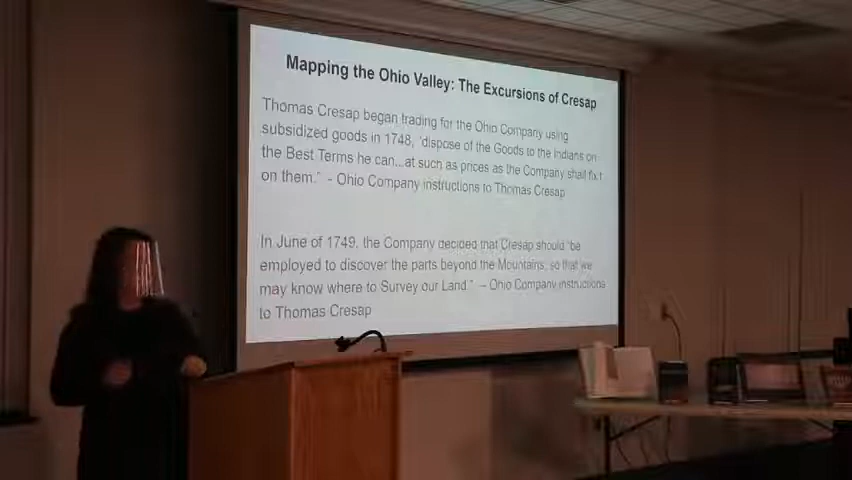 Mapping the Ohio Valley: The Excursions of Cresap
Thomas Cresap began trading for the Ohio Company using
subsidized goods in 1748, "dispose of the Goods to the Indians on
the Best Terms he can...at such as prices as the Company shall fix t
on them." - Ohio Company instructions to Thomas Cresap
In June of 1749, the Company decided that Cresap should "be
employed to discover the parts beyond the Mountains, so that we
may know where to Survey our Land." – Ohio Company instructions
to Thomas Cresap